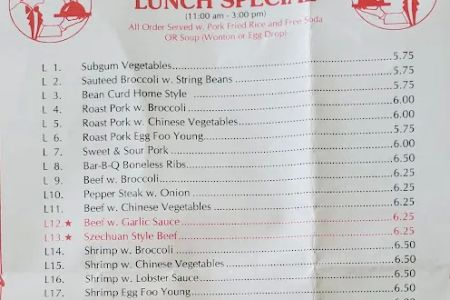 LUNCH SPECIAL
(11:00 am - 3:00 pm)
All Order Served w. Pork Fried Rice and Free Soda
OR Soup (Wonton or Egg Drop)
L 1. Subgum Vegetables 5.75
L 2. Sauteed Broccoli w. String Beans 5.75
L 3. Bean Curd Home Style 5.75
L 4. Roast Pork w. Broccoli 6.00
L 5. Roast Pork w. Chinese Vegetables 6.00
L 6. Roast Pork Egg Foo Young 5.75
L 7. Sweet & Sour Pork 6.00
L 8. Bar-B-Q Boneless Ribs 6.50
L 9. Beef w. Broccoli 6.25
L10. Pepper Steak w. Onion 6.25
L11. Beef w. Chinese Vegetables 6.25
L12. ★ Beef w. Garlic Sauce 6.25
L13. ★ Szechuan Style Beef 6.25
L14. Shrimp w. Broccoli 6.50
L15. Shrimp w. Chinese Vegetables 6.50
L16. Shrimp w. Lobster Sauce 6.50
L17. Shrimp Egg Foo Young 6.00